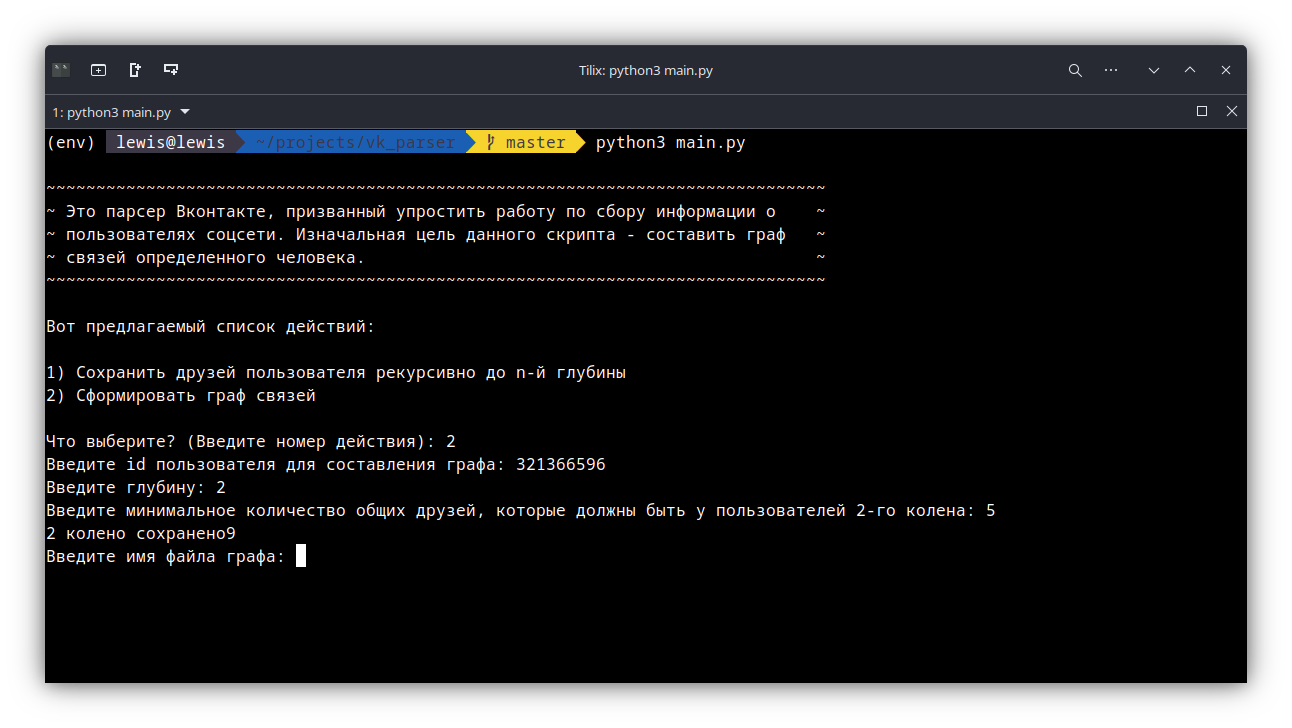 Tilix: python3 main.py
1: python3 main.py
(env) lewis@lewis ~/projects/vk_parser master python3 main.py
~~~~~~~~~~~~~~~~~~~~~~~~~~~~~~~~~~~~~~~~~~~~~~~~~~~~~~~~~~~~~~~~~~~~~~~~~~~~~~
~ Это парсер Вконтакте, призванный упростить работу по сбору информации о    ~
~ пользователях соцсети. Изначальная цель данного скрипта - составить граф   ~
~ связей определенного человека.                                             ~
~~~~~~~~~~~~~~~~~~~~~~~~~~~~~~~~~~~~~~~~~~~~~~~~~~~~~~~~~~~~~~~~~~~~~~~~~~~~~~
Вот предлагаемый список действий:
1) Сохранить друзей пользователя рекурсивно до n-й глубины
2) Сформировать граф связей
Что выберите? (Введите номер действия): 2
Введите id пользователя для составления графа: 321366596
Введите глубину: 2
Введите минимальное количество общих друзей, которые должны быть у пользователей 2-го колена: 5
2 колено сохранено9
Введите имя файла графа: